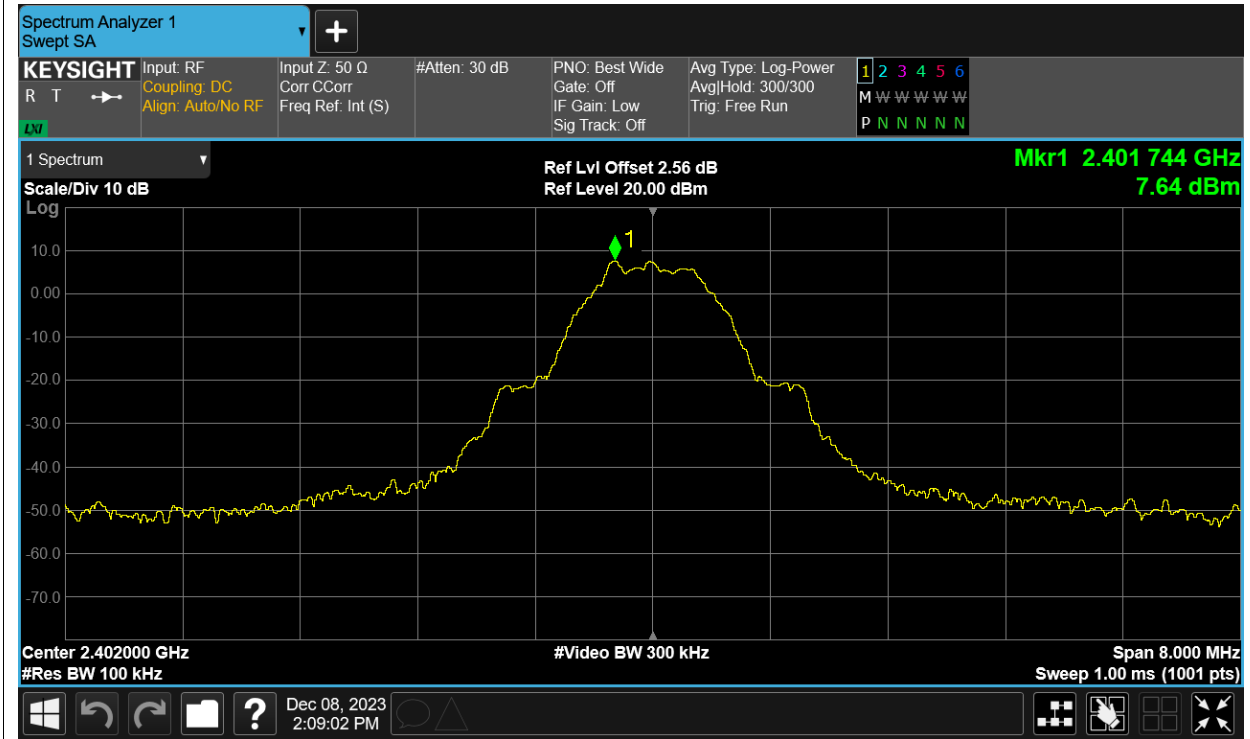 Spectrum Analyzer 1
Swept SA
KEYSIGHT
R T
LXI
Input: RF
Coupling: DC
Align: Auto/No RF
Input Z: 50 Ω
Corr CCorr
Freq Ref: Int (S)
#Atten: 30 dB
PNO: Best Wide
Gate: Off
IF Gain: Low
Sig Track: Off
Avg Type: Log-Power
Avg|Hold: 300/300
Trig: Free Run
1 2 3 4 5 6
M W W W W W
P N N N N N
1 Spectrum
Scale/Div 10 dB
Log
Ref Lvl Offset 2.56 dB
Ref Level 20.00 dBm
Mkr1 2.401 744 GHz
7.64 dBm
1
10.0
0.00
-10.0
-20.0
-30.0
-40.0
-50.0
-60.0
-70.0
Center 2.402000 GHz
#Video BW 300 kHz
Span 8.000 MHz
#Res BW 100 kHz
Sweep 1.00 ms (1001 pts)
?
Dec 08, 2023
2:09:02 PM